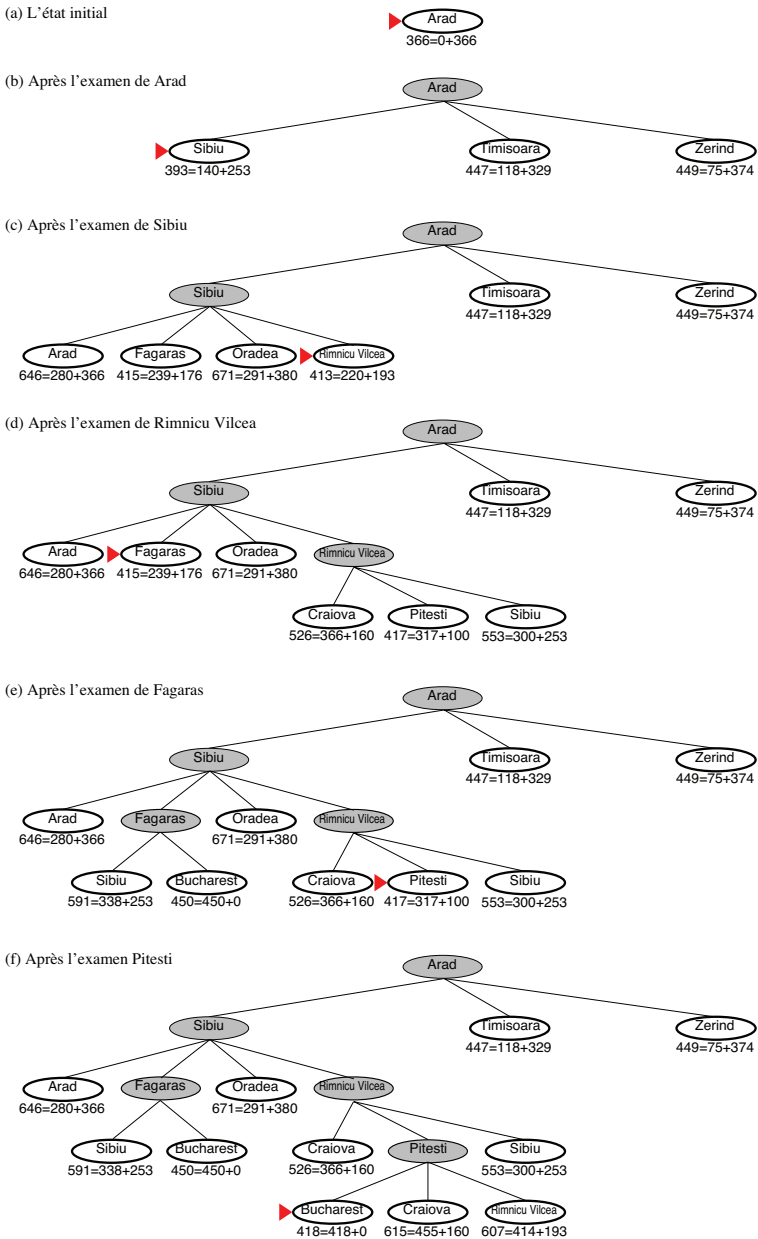 (a) L'état initial
Arad
366=0+366
(b) Après l'examen de Arad
Arad
Sibiu Timisoara Zerind
393=140+253 447=118+329 449=75+374
(c) Après l'examen de Sibiu
Arad
Sibiu Timisoara Zerind
447=118+329 449=75+374
Arad Fagaras Oradea Rimnicu Vilcea
646=280+366 415=239+176 671=291+380 413=220+193
(d) Après l'examen de Rimnicu Vilcea
Arad
Sibiu Timisoara Zerind
447=118+329 449=75+374
Arad Fagaras Oradea Rimnicu Vilcea
646=280+366 415=239+176 671=291+380
Craiova Pitesti Sibiu
526=366+160 417=317+100 553=300+253
(e) Après l'examen de Fagaras
Arad
Sibiu Timisoara Zerind
447=118+329 449=75+374
Arad Fagaras Oradea Rimnicu Vilcea
646=280+366 671=291+380
Sibiu Bucharest Craiova Pitesti Sibiu
591=338+253 450=450+0 526=366+160 417=317+100 553=300+253
(f) Après l'examen Pitesti
Arad
Sibiu Timisoara Zerind
447=118+329 449=75+374
Arad Fagaras Oradea Rimnicu Vilcea
646=280+366 671=291+380
Sibiu Bucharest Craiova Pitesti Sibiu
591=338+253 450=450+0 526=366+160 553=300+253
Bucharest Craiova Rimnicu Vilcea
418=418+0 615=455+160 607=414+193